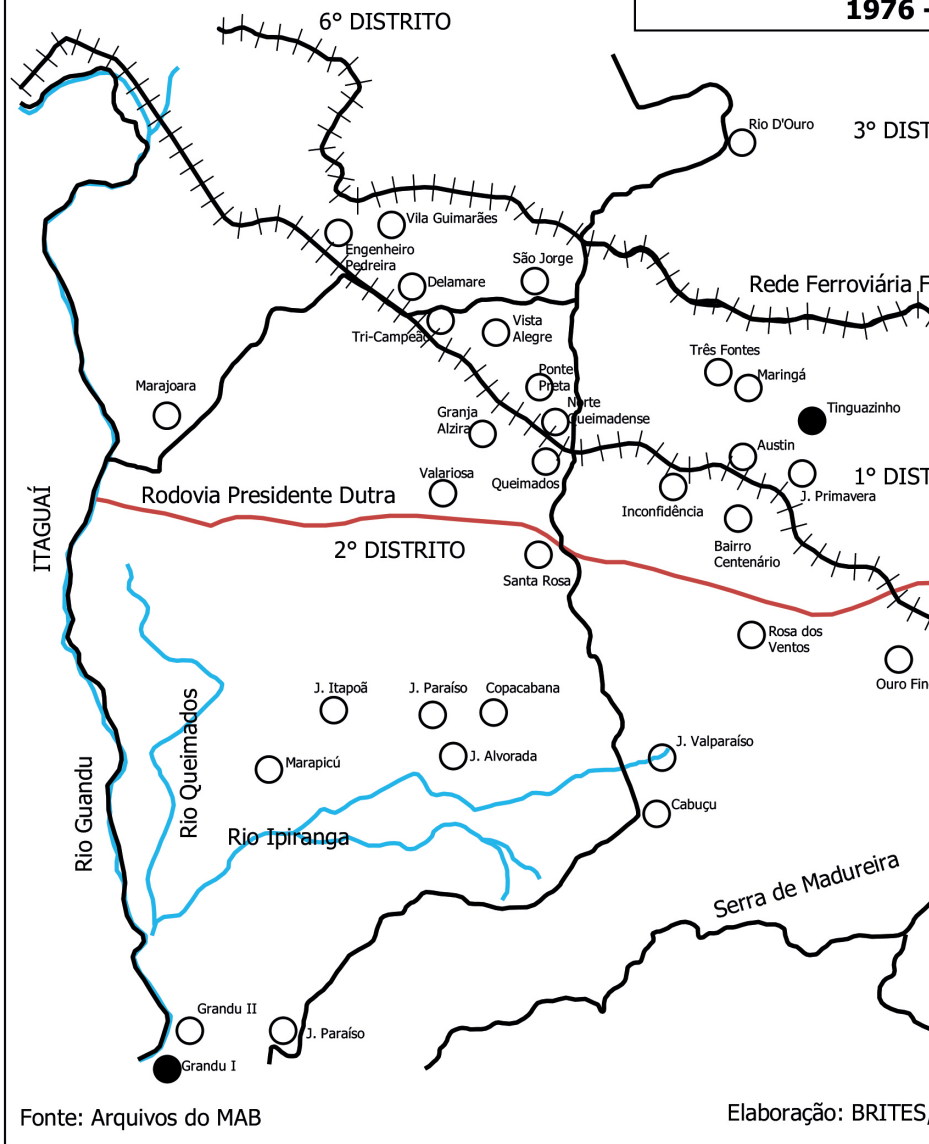 1976 -
6° DISTRITO
Rio D'Ouro
3° DIST
Vila Guimarães
Engenheiro
Pedreira
São Jorge
Delamare
Rede Ferroviária F
Tri-Campeão
Vista
Alegre
Três Fontes
Maringá
Ponte
Preta
Marajoara
Norte
Queimadense
Tinguazinho
Granja
Alzira
Austin
Valariosa
Queimados
1° DIST
J. Primavera
Rodovia Presidente Dutra
Inconfidência
ITAGUAÍ
2° DISTRITO
Bairro
Centenário
Santa Rosa
Rosa dos
Ventos
Ouro Fin
J. Itapoã
J. Paraíso
Copacabana
Rio Queimados
J. Valparaíso
Marapicú
J. Alvorada
Rio Guandu
Cabuçu
Rio Ipiranga
Serra de Madureira
Grandu II
J. Paraíso
Grandu I
Fonte: Arquivos do MAB
Elaboração: BRITES,